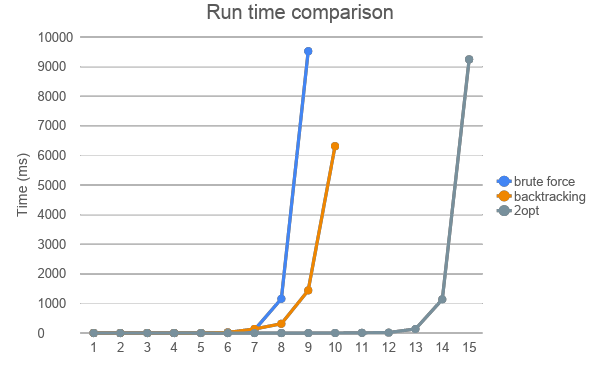 Run time comparison
10000
9000
8000
7000
6000
5000
4000
3000
2000
1000
0
Time (ms)
1 2 3 4 5 6 7 8 9 10 11 12 13 14 15
brute force
backtracking
2opt